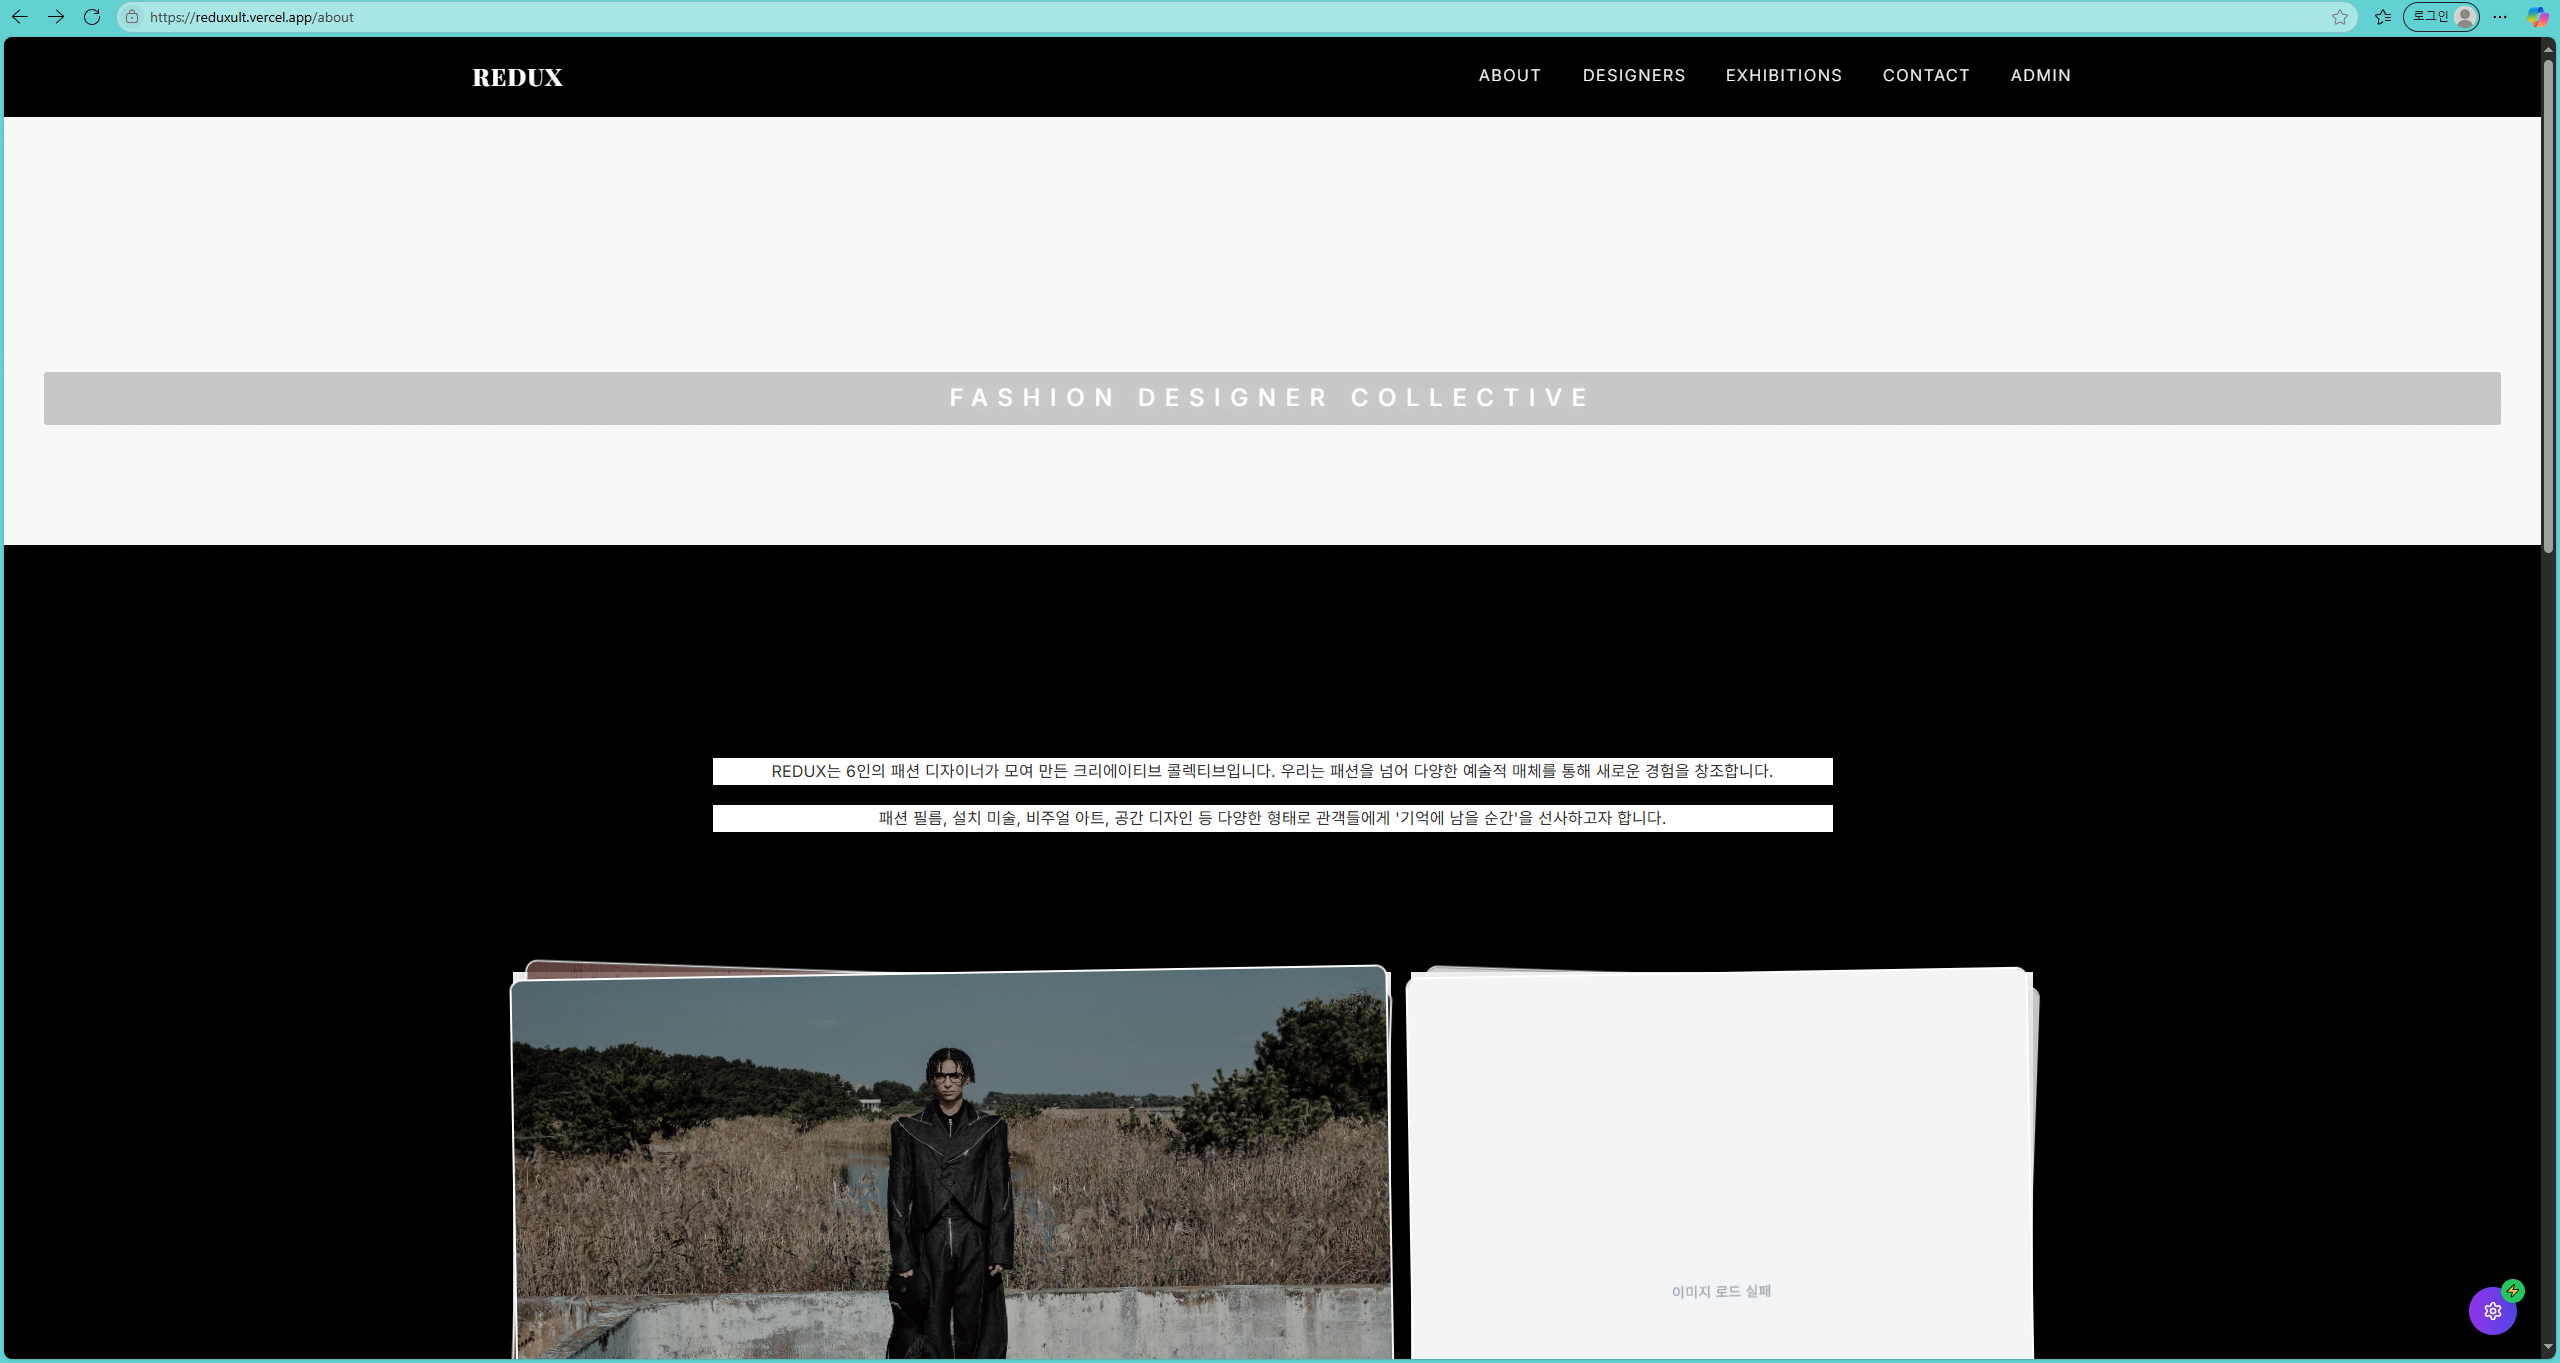 https://reduxult.vercel.app/about
로그인
REDUX
ABOUT DESIGNERS EXHIBITIONS CONTACT ADMIN
FASHION DESIGNER COLLECTIVE
REDUX는 6인의 패션 디자이너가 모여 만든 크리에이티브 콜렉티브입니다. 우리는 패션을 넘어 다양한 예술적 매체를 통해 새로운 경험을 창조합니다.
패션 필름, 설치 미술, 비주얼 아트, 공간 디자인 등 다양한 형태로 관객들에게 '기억에 남을 순간'을 선사하고자 합니다.
이미지 로드 실패